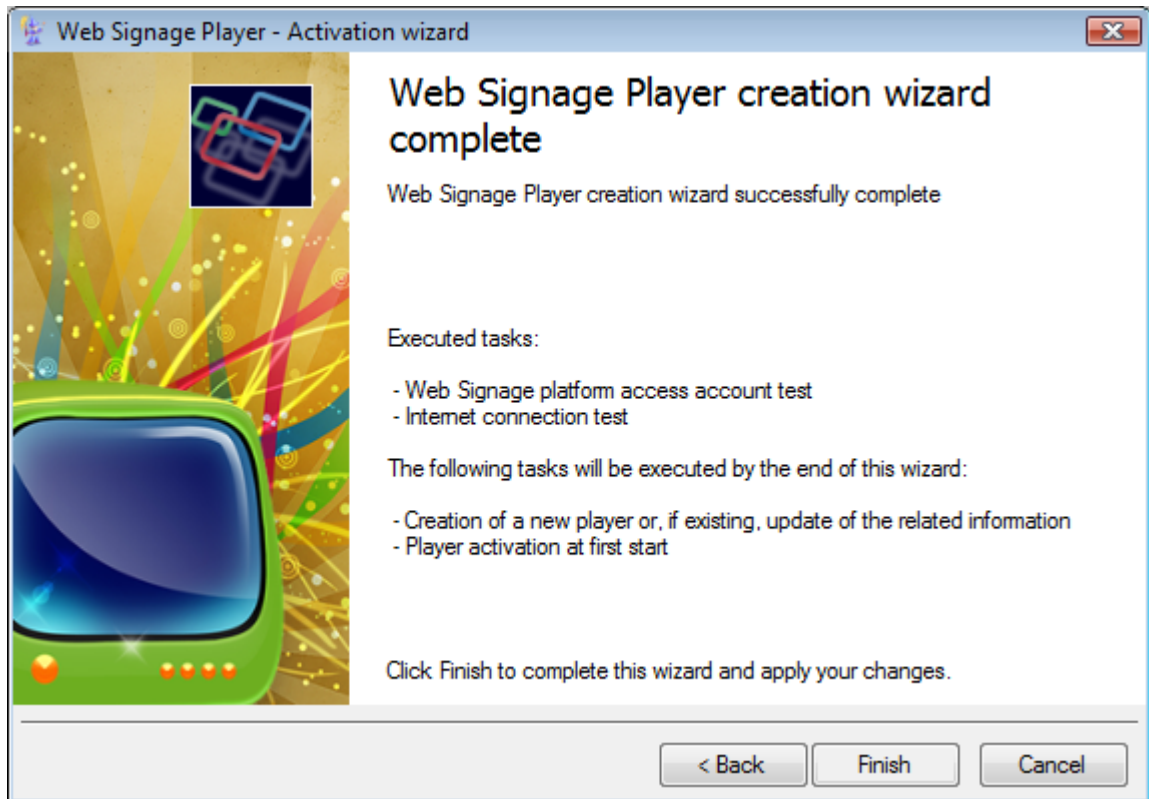 Web Signage Player - Activation wizard
Web Signage Player creation wizard
complete
Web Signage Player creation wizard successfully complete
Executed tasks:
- Web Signage platform access account test
- Internet connection test
The following tasks will be executed by the end of this wizard:
- Creation of a new player or, if existing, update of the related information
- Player activation at first start
Click Finish to complete this wizard and apply your changes.
< Back
Finish
Cancel